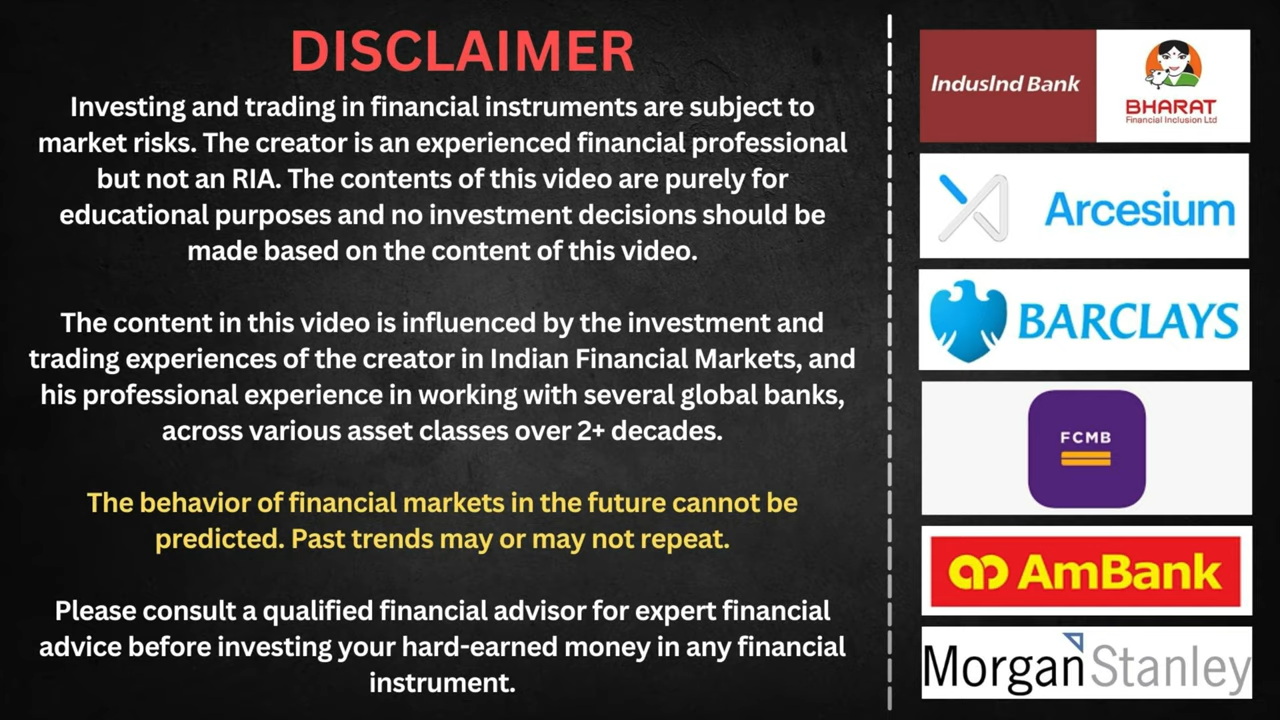 DISCLAIMER
Investing and trading in financial instruments are subject to
market risks. The creator is an experienced financial professional
but not an RIA. The contents of this video are purely for
educational purposes and no investment decisions should be
made based on the content of this video.
The content in this video is influenced by the investment and
trading experiences of the creator in Indian Financial Markets, and
his professional experience in working with several global banks,
across various asset classes over 2+ decades.
The behavior of financial markets in the future cannot be
predicted. Past trends may or may not repeat.
Please consult a qualified financial advisor for expert financial
advice before investing your hard-earned money in any financial
instrument.
IndusInd Bank
BHARAT
Financial Inclusion Ltd
Arcesium
BARCLAYS
FCMB
AmBank
Morgan Stanley